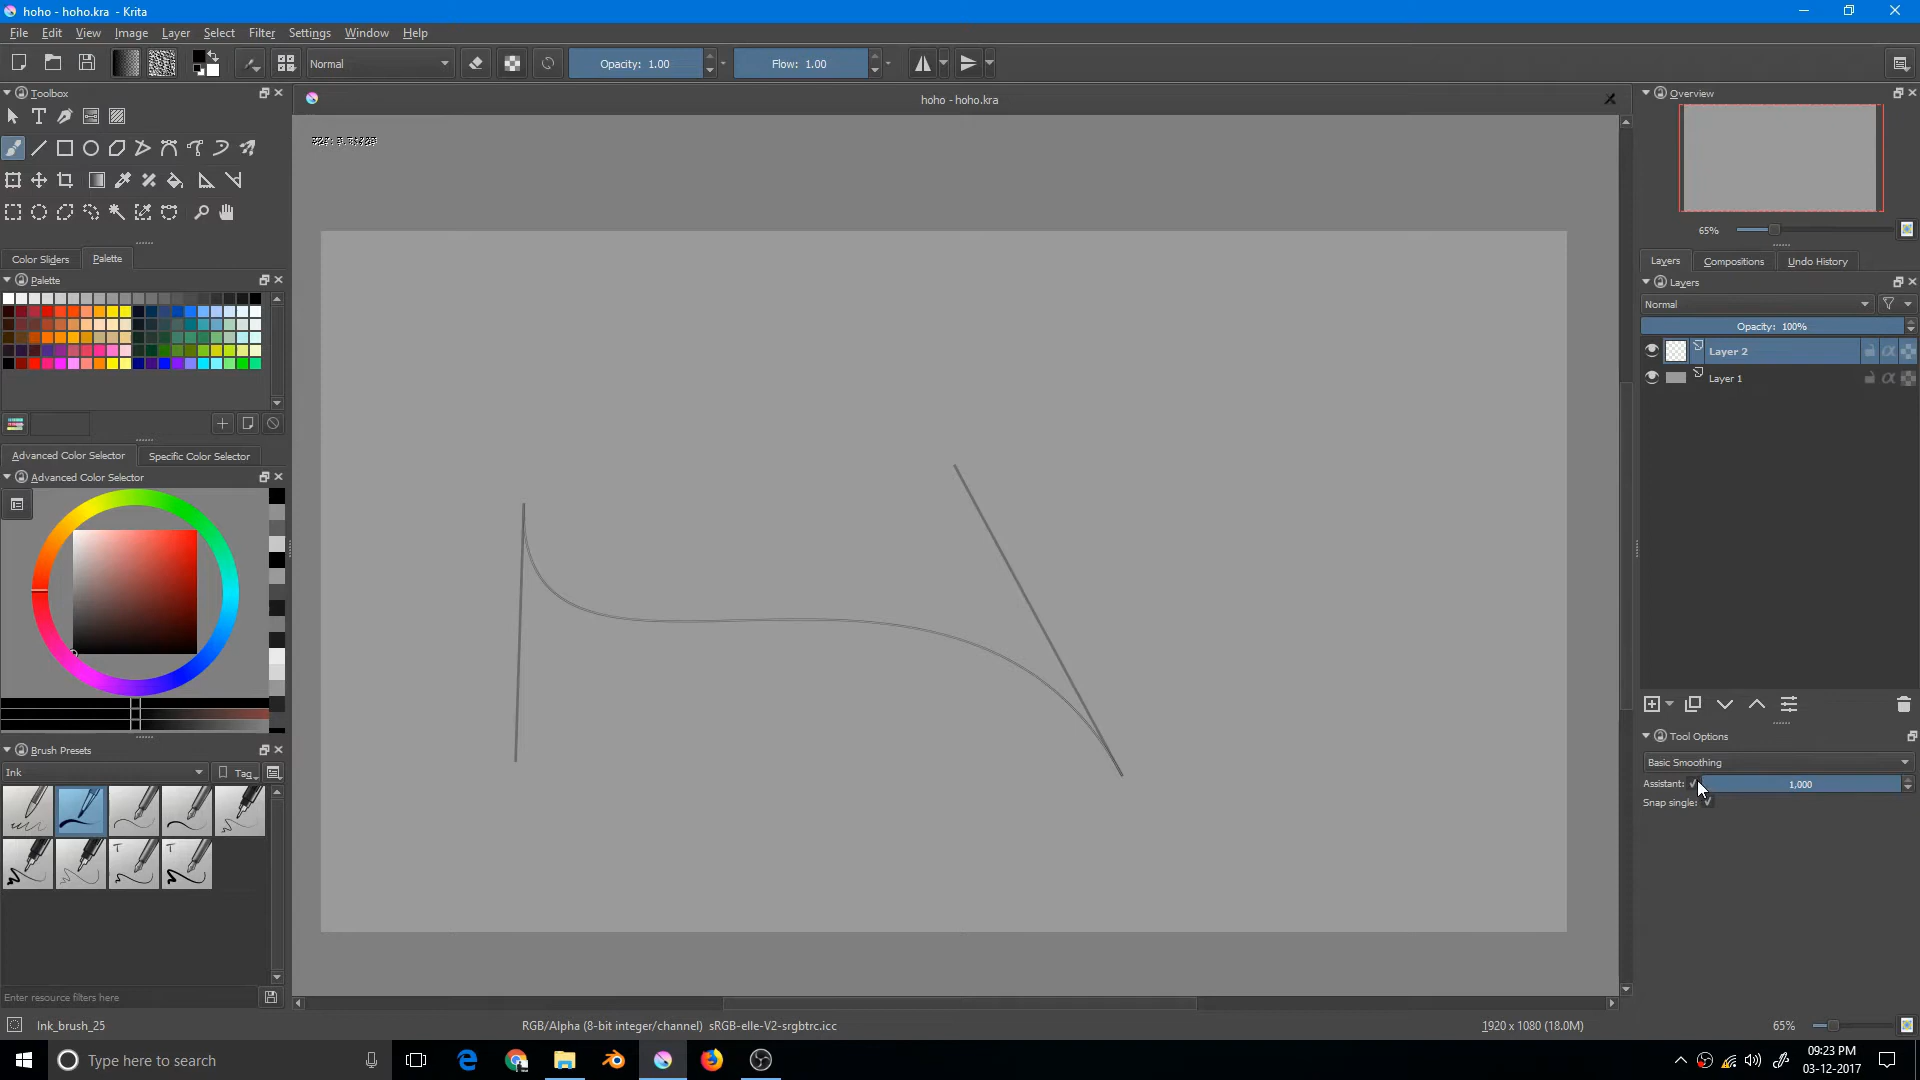 hoho - hoho.kra - Krita
File Edit View Image Layer Select Filter Settings Window Help
Normal Opacity: 1.00 Flow: 1.00
Toolbox
hoho - hoho.kra
Overview
65%
Color Sliders Palette
Palette
Layers Compositions Undo History
Layers
Normal
Opacity: 100%
Layer 2
Layer 1
Advanced Color Selector Specific Color Selector
Advanced Color Selector
Tool Options
Basic Smoothing
Assistant: 1,000
Snap single:
Brush Presets
Ink Tag
Enter resource filters here
Ink_brush_25
RGB/Alpha (8-bit integer/channel) sRGB-elle-V2-srgbtrc.icc
1920 x 1080 (18.0M)
65%
Type here to search
09:23 PM
03-12-2017